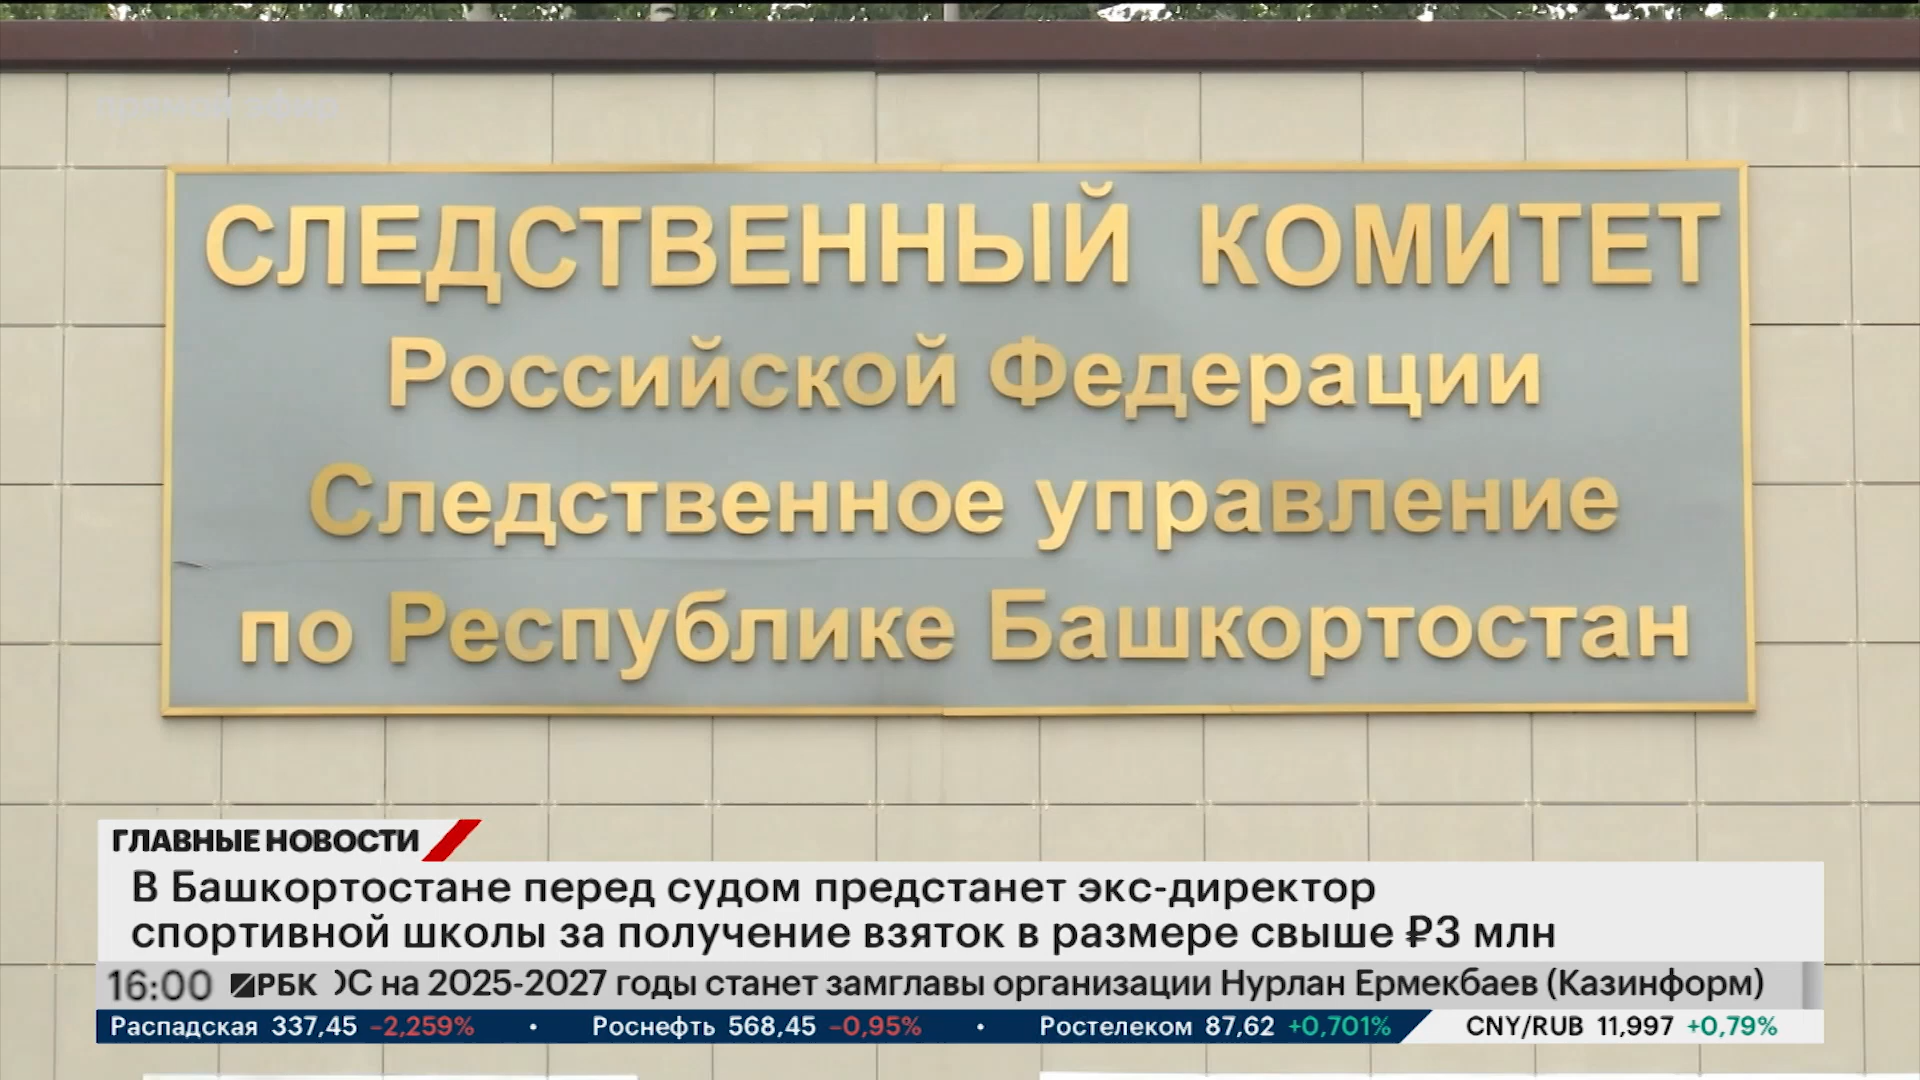 прямой эфир
СЛЕДСТВЕННЫЙ КОМИТЕТ
Российской Федерации
Следственное управление
по Республике Башкортостан
ГЛАВНЫЕ НОВОСТИ
В Башкортостане перед судом предстанет экс-директор
спортивной школы за получение взяток в размере свыше ₽3 млн
16:00 РБК ОС на 2025-2027 годы станет замглавы организации Нурлан Ермекбаев (Казинформ)
Распадская 337,45 -2,259% • Роснефть 568,45 -0,95% • Ростелеком 87,62 +0,701% CNY/RUB 11,997 +0,79%